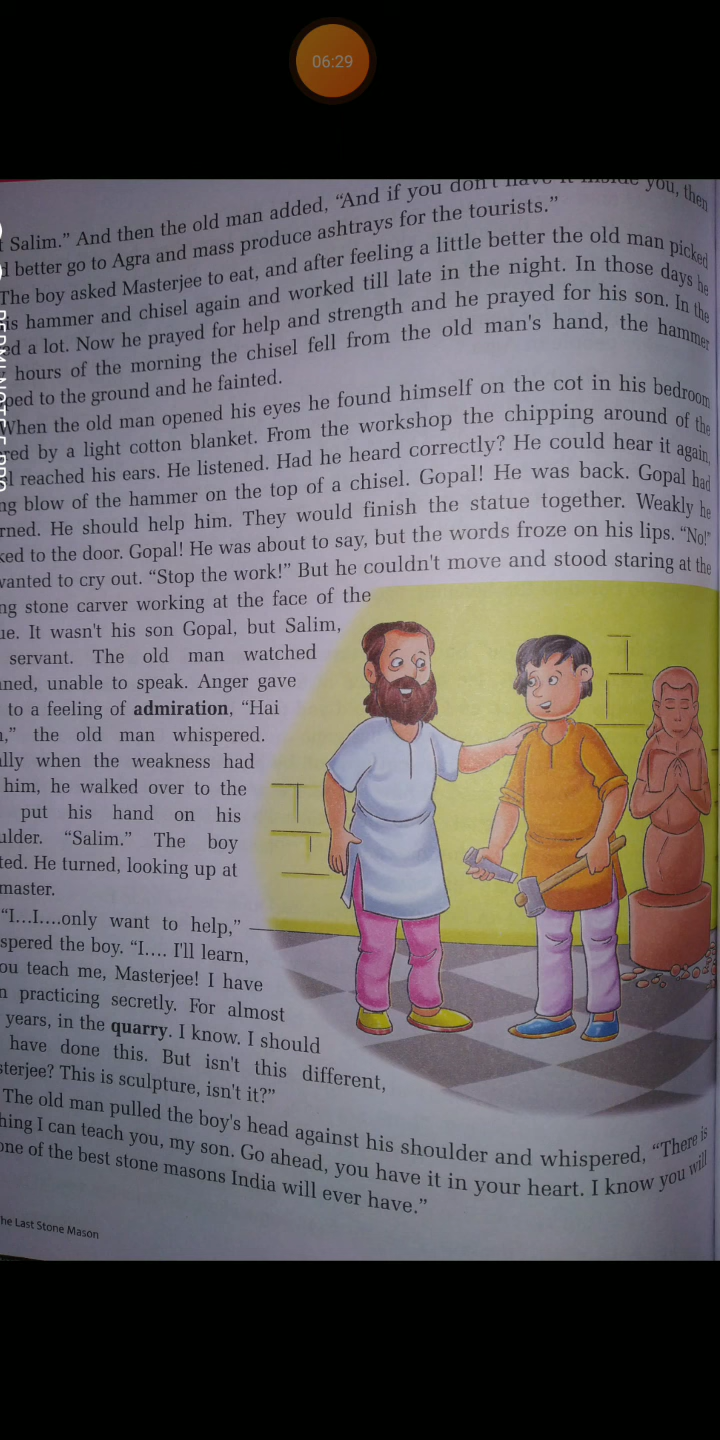 06:29
Salim.” And then the old man added, “And if you don't have it inside you, then
better go to Agra and mass produce ashtrays for the tourists.”
The boy asked Masterjee to eat, and after feeling a little better the old man picked
hammer and chisel again and worked till late in the night. In those days he
a lot. Now he prayed for help and strength and he prayed for his son. In the
hours of the morning the chisel fell from the old man's hand, the hammer
to the ground and he fainted.
When the old man opened his eyes he found himself on the cot in his bedroom
by a light cotton blanket. From the workshop the chipping around of the
reached his ears. He listened. Had he heard correctly? He could hear it again,
blow of the hammer on the top of a chisel. Gopal! He was back. Gopal had
He should help him. They would finish the statue together. Weakly he
to the door. Gopal! He was about to say, but the words froze on his lips. “No!”
wanted to cry out. “Stop the work!” But he couldn't move and stood staring at the
stone carver working at the face of the
It wasn't his son Gopal, but Salim,
servant. The old man watched
unable to speak. Anger gave
to a feeling of admiration, “Hai
the old man whispered.
when the weakness had
him, he walked over to the
put his hand on his
“Salim.” The boy
He turned, looking up at
master.
“I...I....only want to help,”
the boy. “I.... I'll learn,
teach me, Masterjee! I have
practicing secretly. For almost
years, in the quarry. I know. I should
have done this. But isn't this different,
This is sculpture, isn't it?”
The old man pulled the boy's head against his shoulder and whispered, “There is
I can teach you, my son. Go ahead, you have it in your heart. I know you will
one of the best stone masons India will ever have.”
The Last Stone Mason